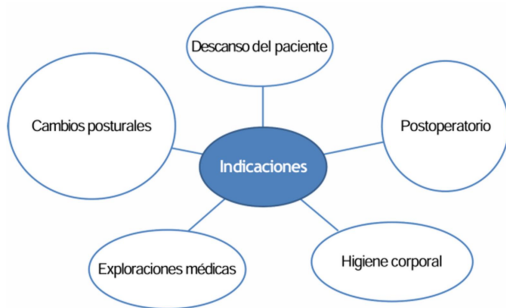 Descanso del paciente
Cambios posturales
Postoperatorio
Indicaciones
Exploraciones médicas
Higiene corporal